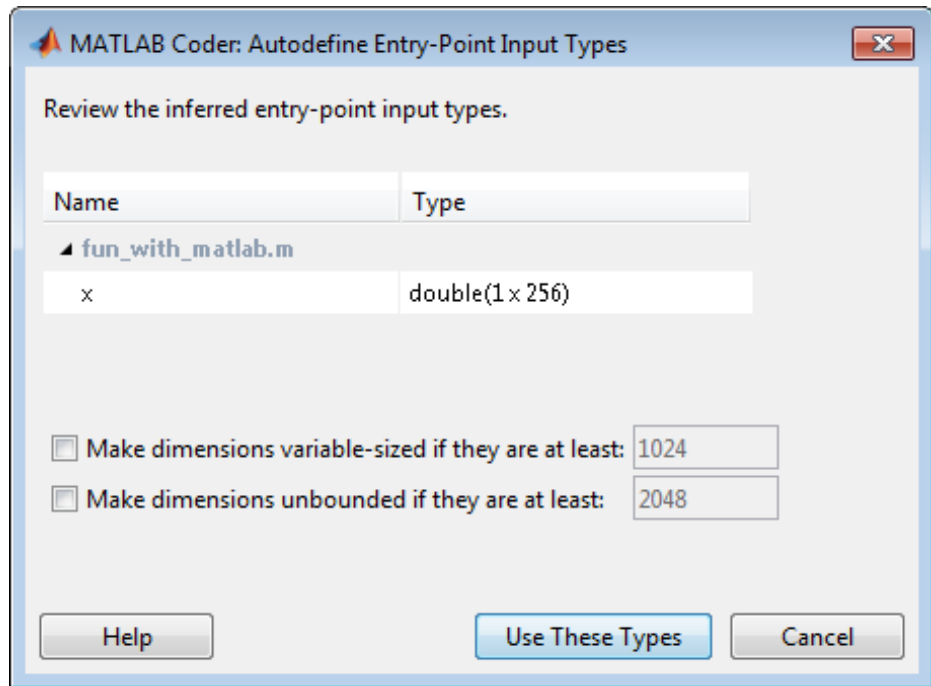 MATLAB Coder: Autodefine Entry-Point Input Types
Review the inferred entry-point input types.
Name Type
fun_with_matlab.m
x double(1 x 256)
Make dimensions variable-sized if they are at least: 1024
Make dimensions unbounded if they are at least: 2048
Help Use These Types Cancel